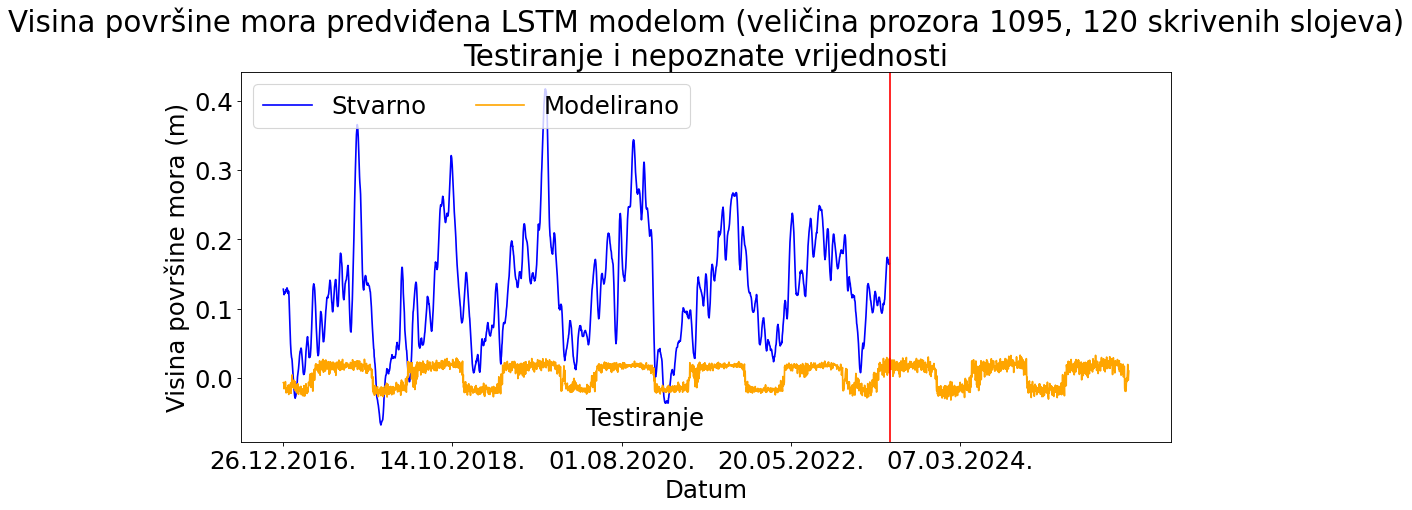 Visina površine mora predviđena LSTM modelom (veličina prozora 1095, 120 skrivenih slojeva)
Testiranje i nepoznate vrijednosti
Stvarno Modelirano
Visina površine mora (m)
0.4
0.3
0.2
0.1
0.0
Testiranje
26.12.2016. 14.10.2018. 01.08.2020. 20.05.2022. 07.03.2024.
Datum